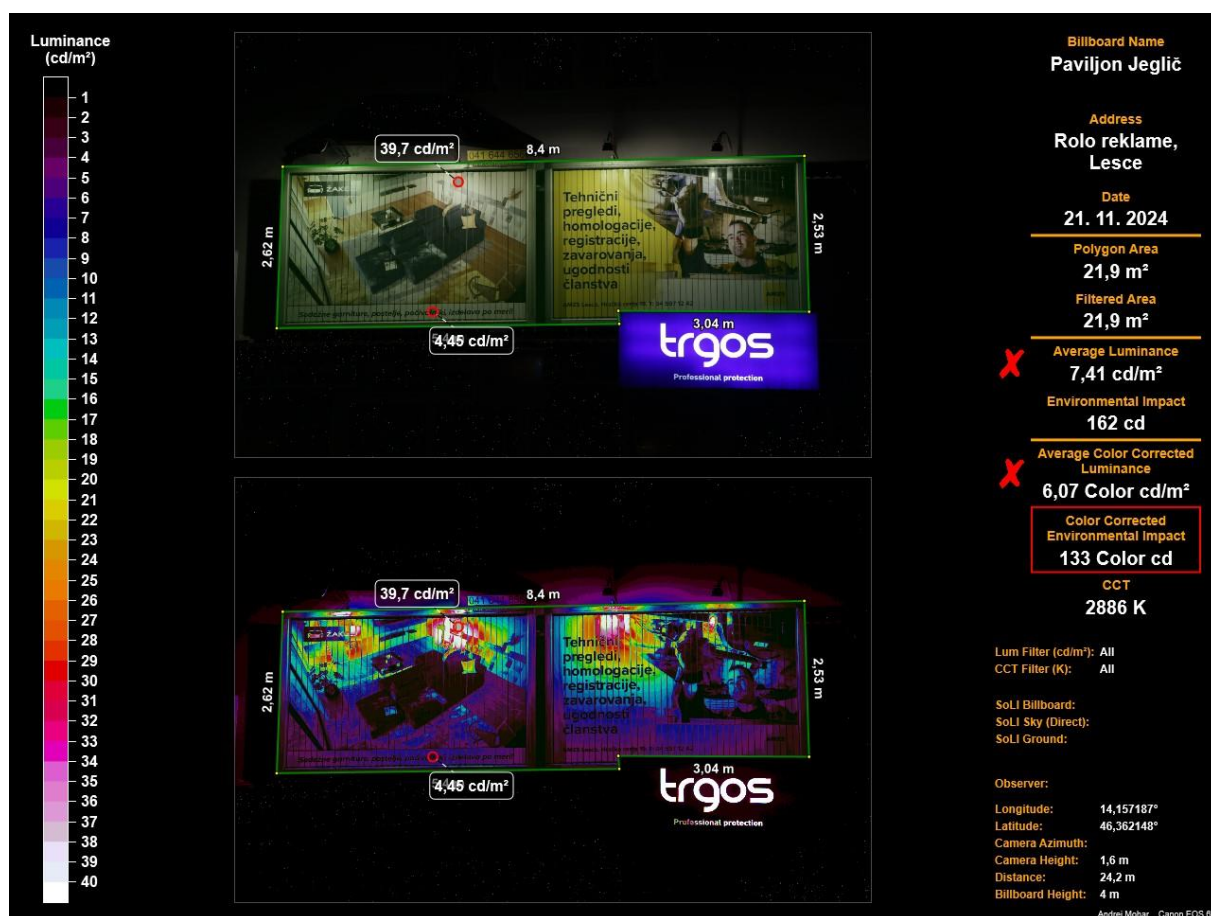 Luminance
(cd/m²)
1
2
3
4
5
6
7
8
9
10
11
12
13
14
15
16
17
18
19
20
21
22
23
24
25
26
27
28
29
30
31
32
33
34
35
36
37
38
39
40
39,7 cd/m²
8,4 m
041 644
2,62 m
2,53 m
ŽAK
Tehnični
pregledi,
homologacije,
registracije,
zavarovanja,
ugodnosti
članstva
4,45 cd/m²
3,04 m
trgos
Professional protection
39,7 cd/m²
8,4 m
2,62 m
2,53 m
ŽAK
Tehnični
pregledi,
homologacije,
registracije,
zavarovanja,
ugodnosti
članstva
4,45 cd/m²
3,04 m
trgos
Professional protection
Billboard Name
Paviljon Jeglič
Address
Rolo reklame,
Lesce
Date
21. 11. 2024
Polygon Area
21,9 m²
Filtered Area
21,9 m²
Average Luminance
7,41 cd/m²
Environmental Impact
162 cd
Average Color Corrected
Luminance
6,07 Color cd/m²
Color Corrected
Environmental Impact
133 Color cd
CCT
2886 K
Lum Filter (cd/m²): All
CCT Filter (K): All
SoLI Billboard:
SoLI Sky (Direct):
SoLI Ground:
Observer:
Longitude: 14,157187°
Latitude: 46,362148°
Camera Azimuth:
Camera Height: 1,6 m
Distance: 24,2 m
Billboard Height: 4 m
Andrej Mohar Canon EOS 6